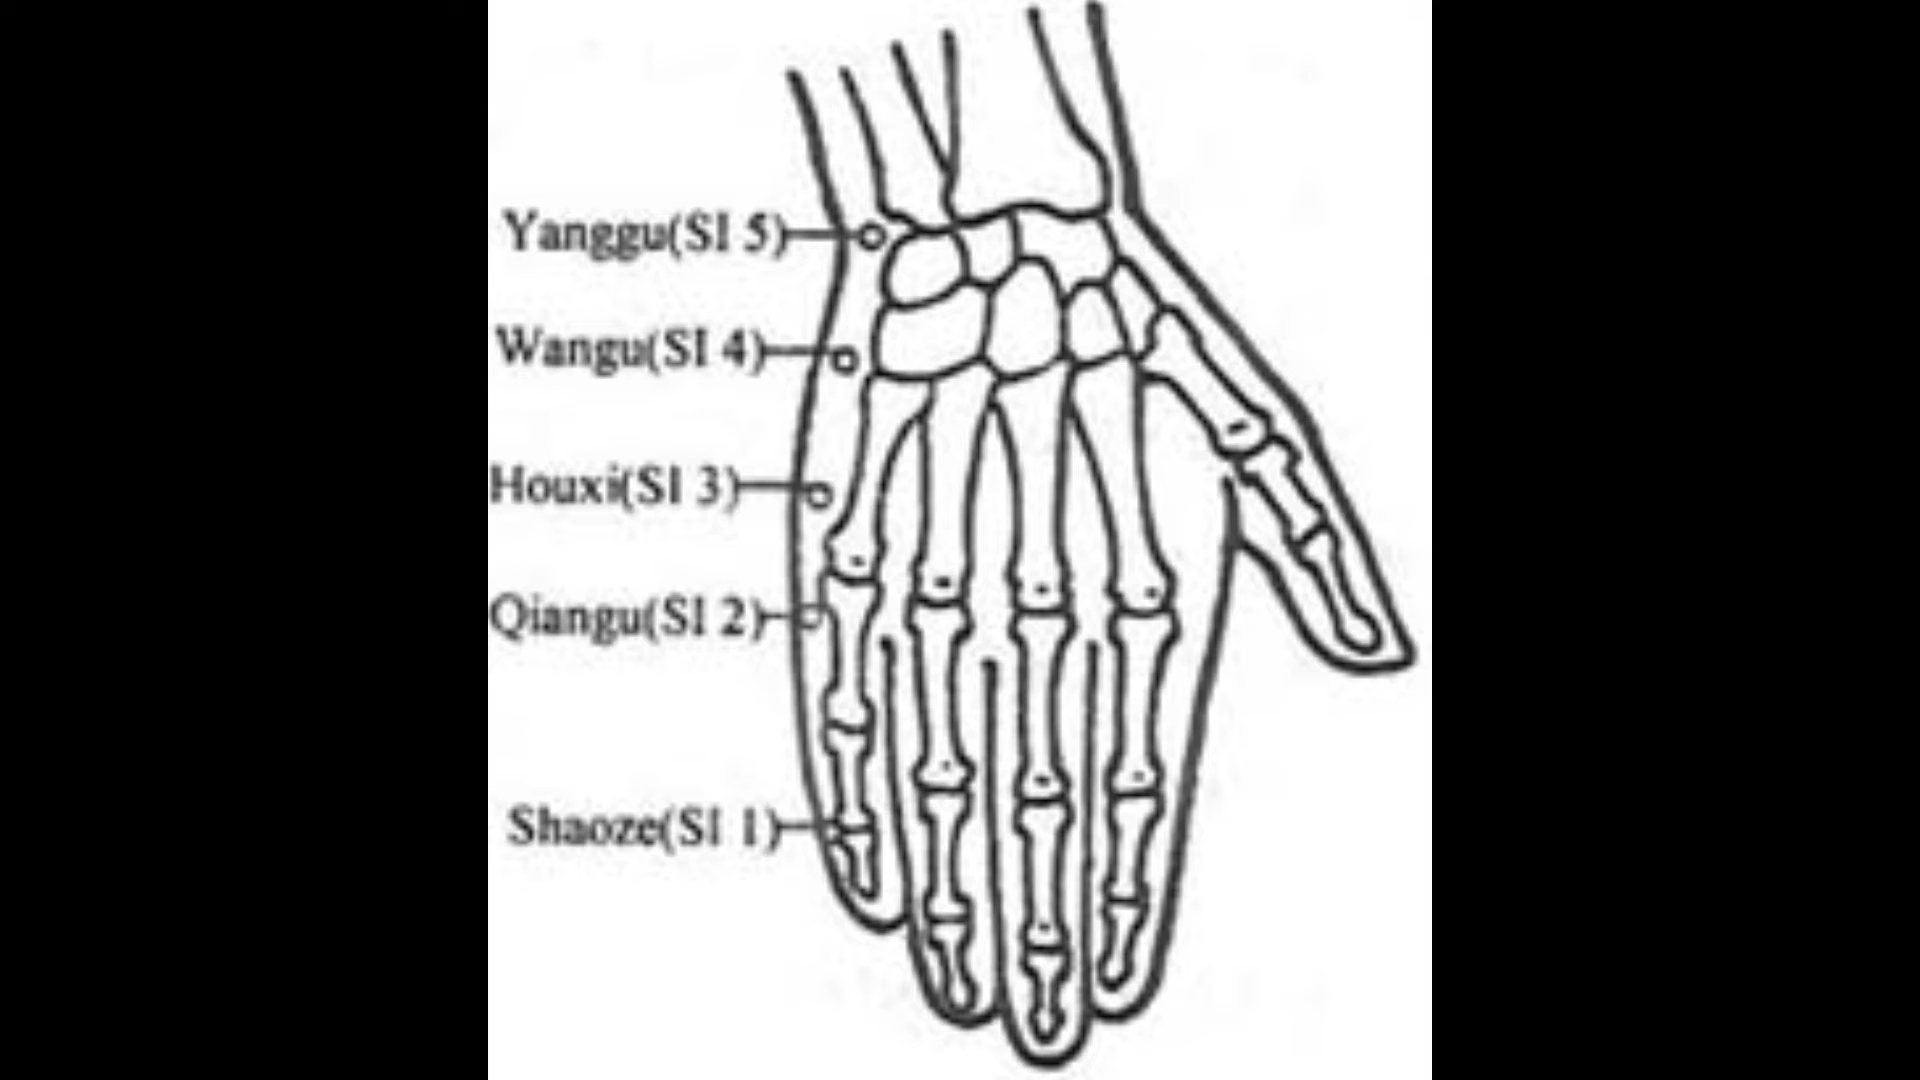 Yanggu(SI 5)
Wangu(SI 4)
Houxi(SI 3)
Qiangu(SI 2)
Shaoze(SI 1)